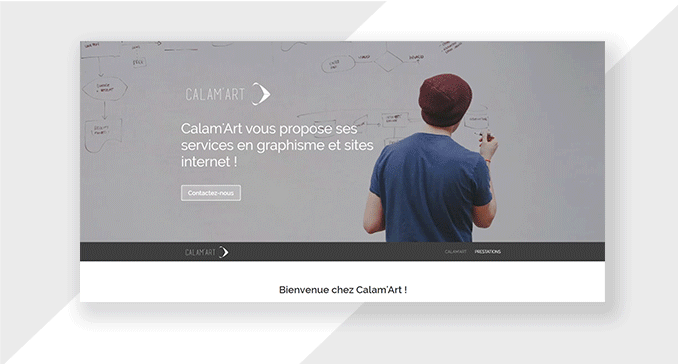 CALAM'ART
Calam'Art vous propose ses
services en graphisme et sites
internet !
Contactez-nous
CALAM'ART
CALAM'ART PRESTATIONS
Bienvenue chez Calam'Art !